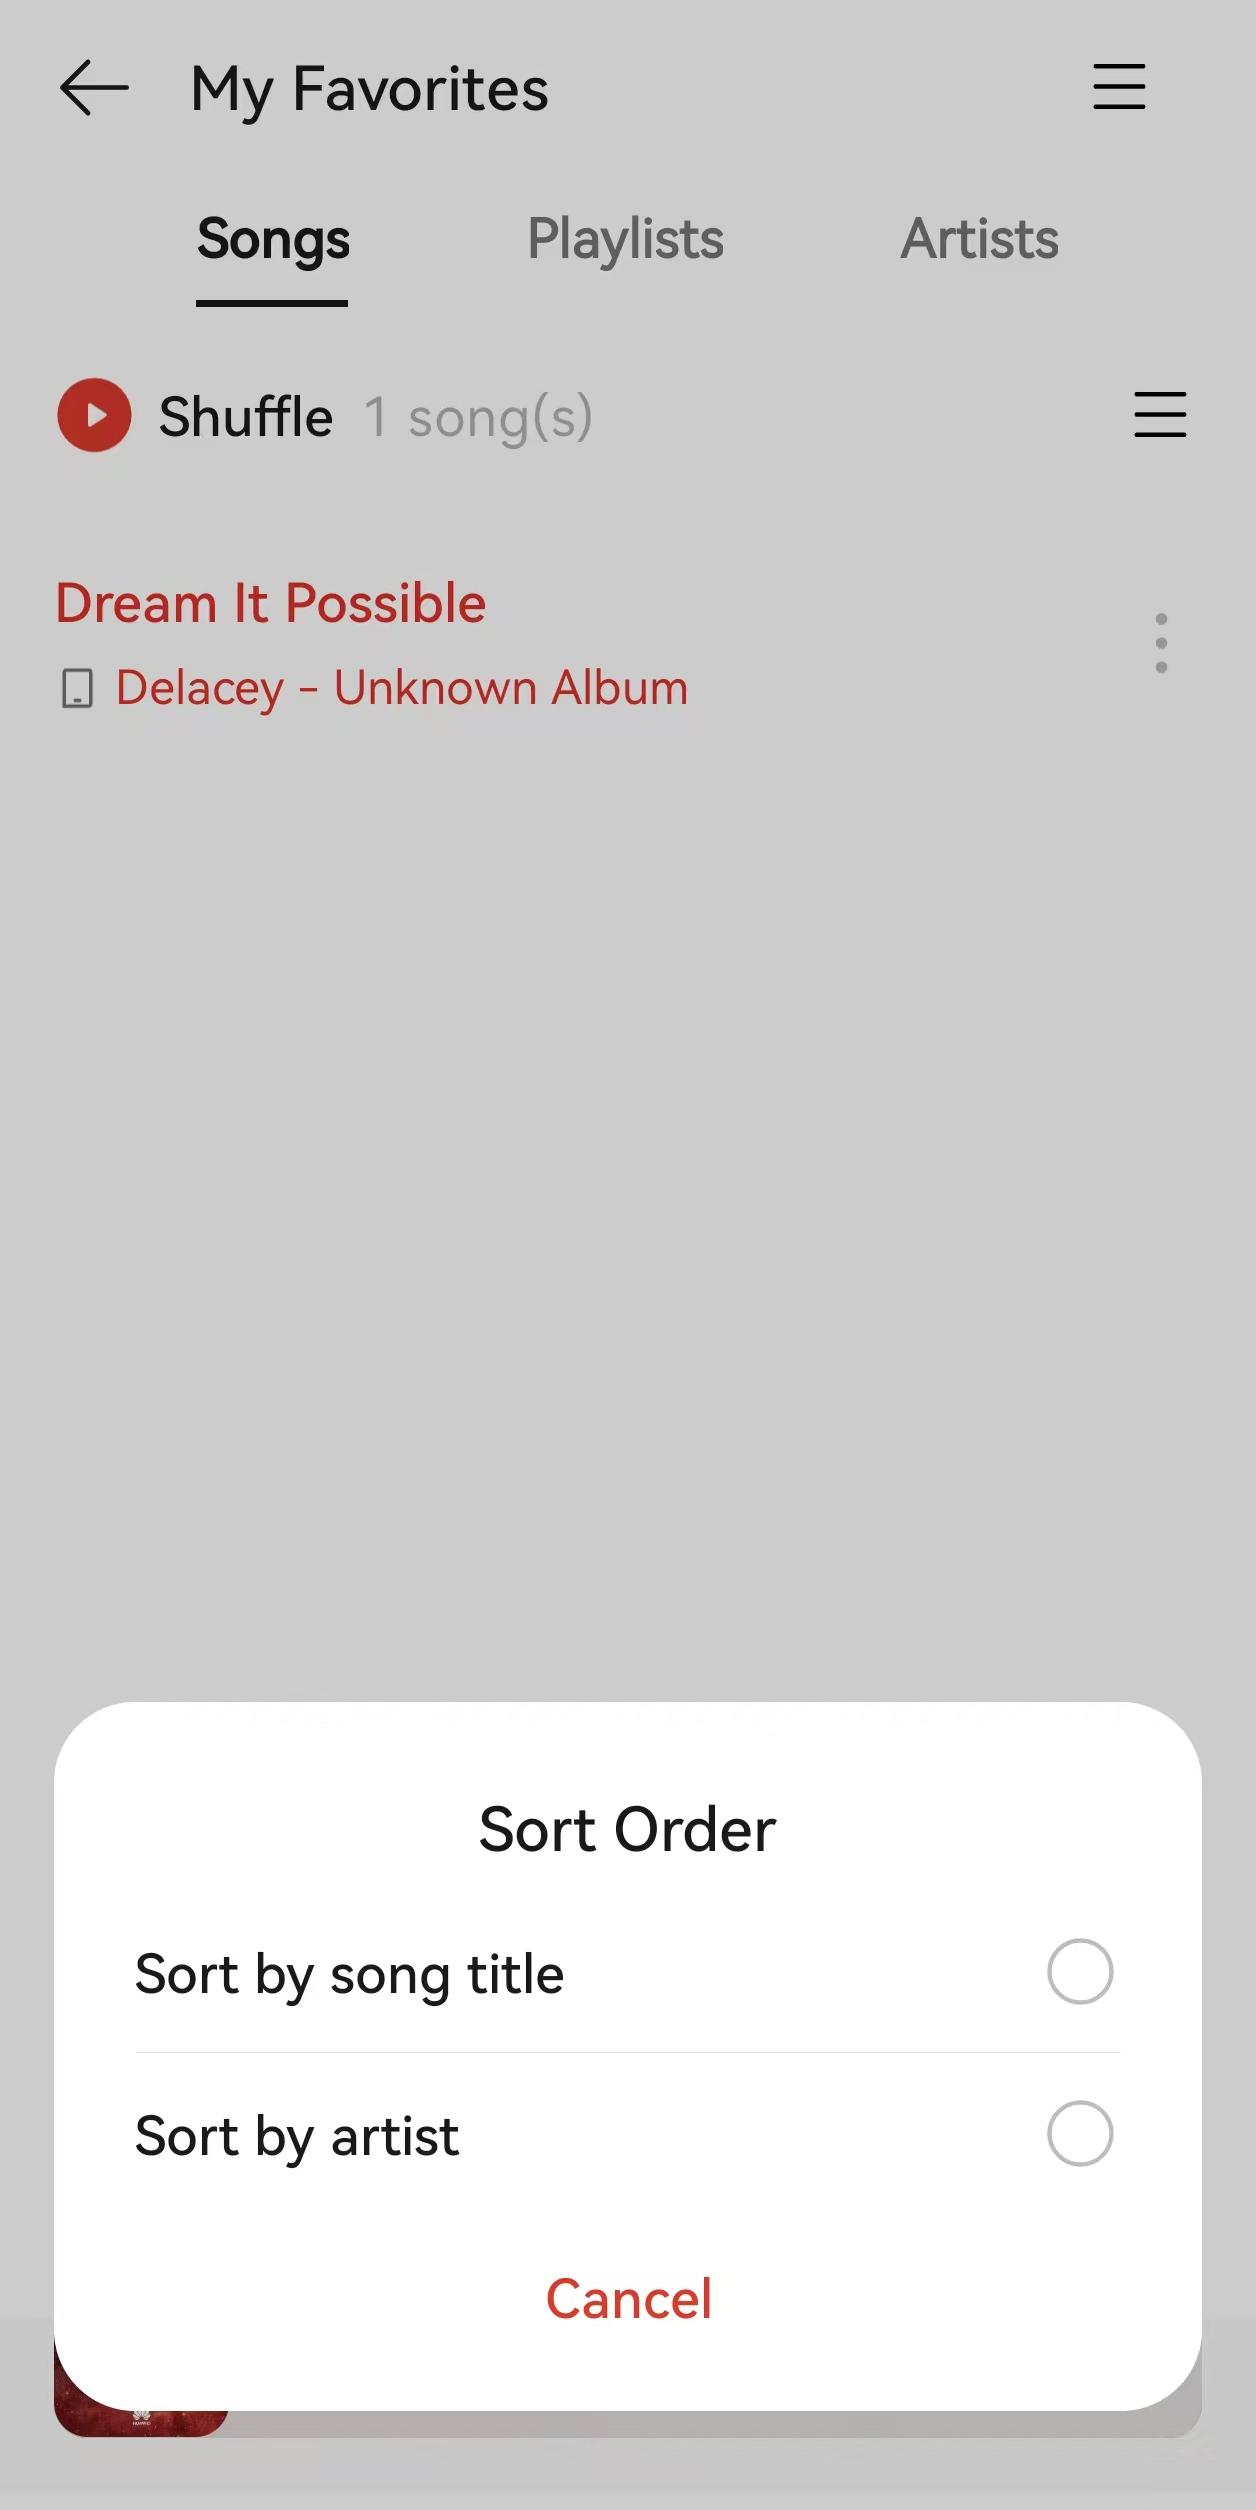 My Favorites
Songs Playlists Artists
Shuffle 1 song(s)
Dream It Possible
Delacey - Unknown Album
Sort Order
Sort by song title
Sort by artist
Cancel
HUAWEI